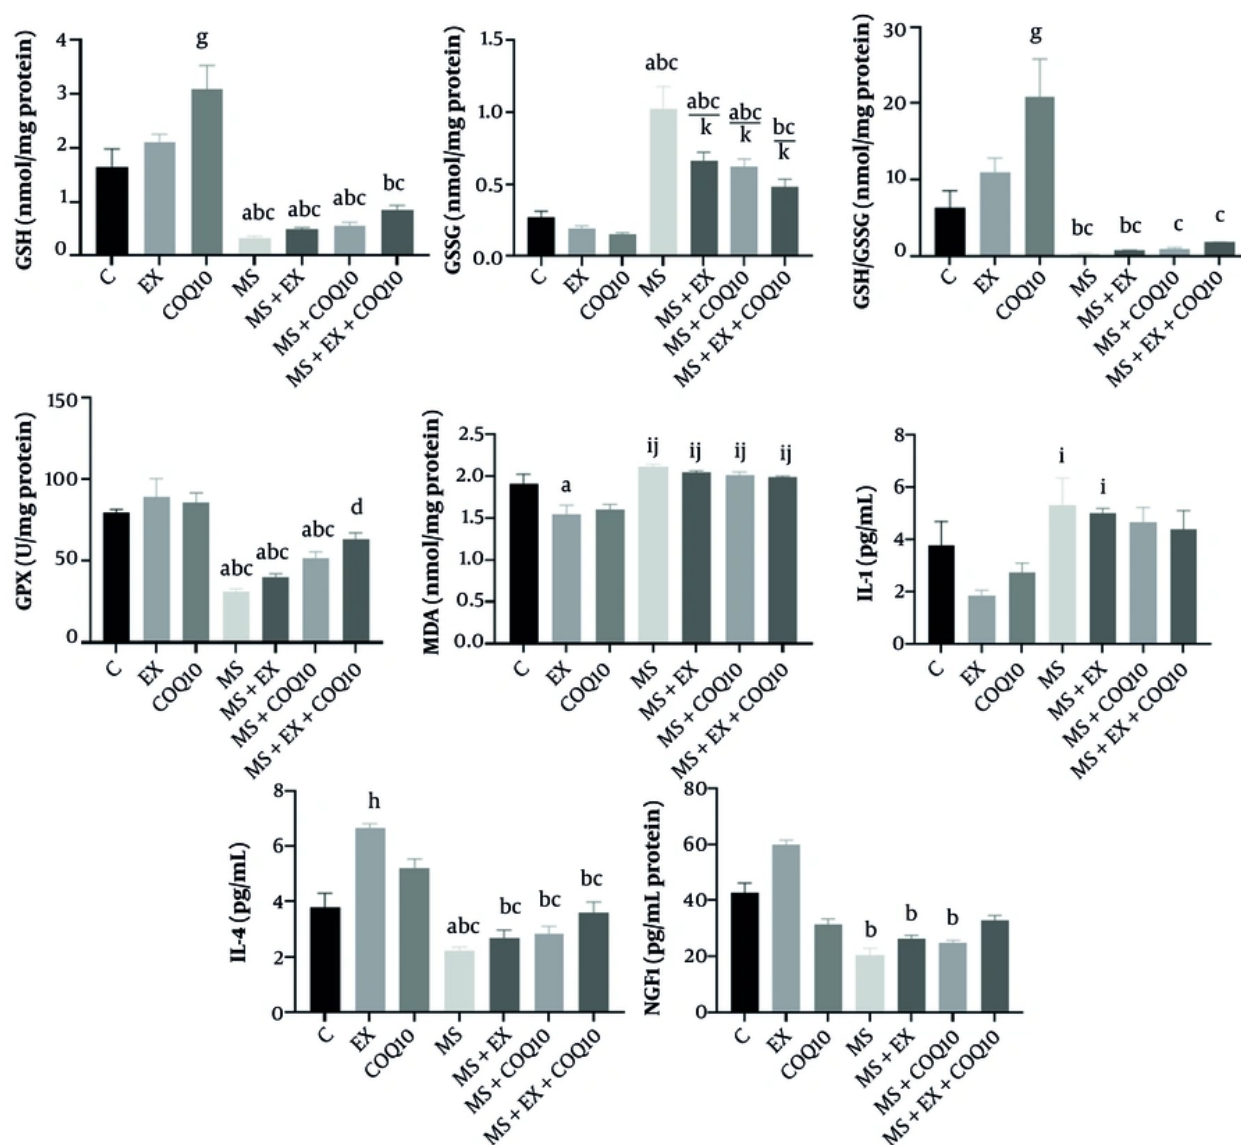 GSH (nmol/mg protein)
4
3
2
1
0
g
abc
abc
abc
bc
C
EX
COQ10
MS
MS + EX
MS + COQ10
MS + EX + COQ10
GSSG (nmol/mg protein)
1.5
1.0
0.5
0.0
abc
abc
k
abc
k
bc
k
C
EX
COQ10
MS
MS + EX
MS + COQ10
MS + EX + COQ10
GSH/GSSG (nmol/mg protein)
30
20
10
0
g
bc
bc
c
c
C
EX
COQ10
MS
MS + EX
MS + COQ10
MS + EX + COQ10
GPX (U/mg protein)
150
100
50
0
abc
abc
abc
d
C
EX
COQ10
MS
MS + EX
MS + COQ10
MS + EX + COQ10
MDA (nmol/mg protein)
2.5
2.0
1.5
1.0
0.5
0.0
a
ij
ij
ij
ij
C
EX
COQ10
MS
MS + EX
MS + COQ10
MS + EX + COQ10
IL-1 (pg/mL)
8
6
4
2
0
i
i
C
EX
COQ10
MS
MS + EX
MS + COQ10
MS + EX + COQ10
IL-4 (pg/mL)
8
6
4
2
0
h
abc
bc
bc
bc
C
EX
COQ10
MS
MS + EX
MS + COQ10
MS + EX + COQ10
NGF1 (pg/mL protein)
80
60
40
20
0
b
b
b
C
EX
COQ10
MS
MS + EX
MS + COQ10
MS + EX + COQ10